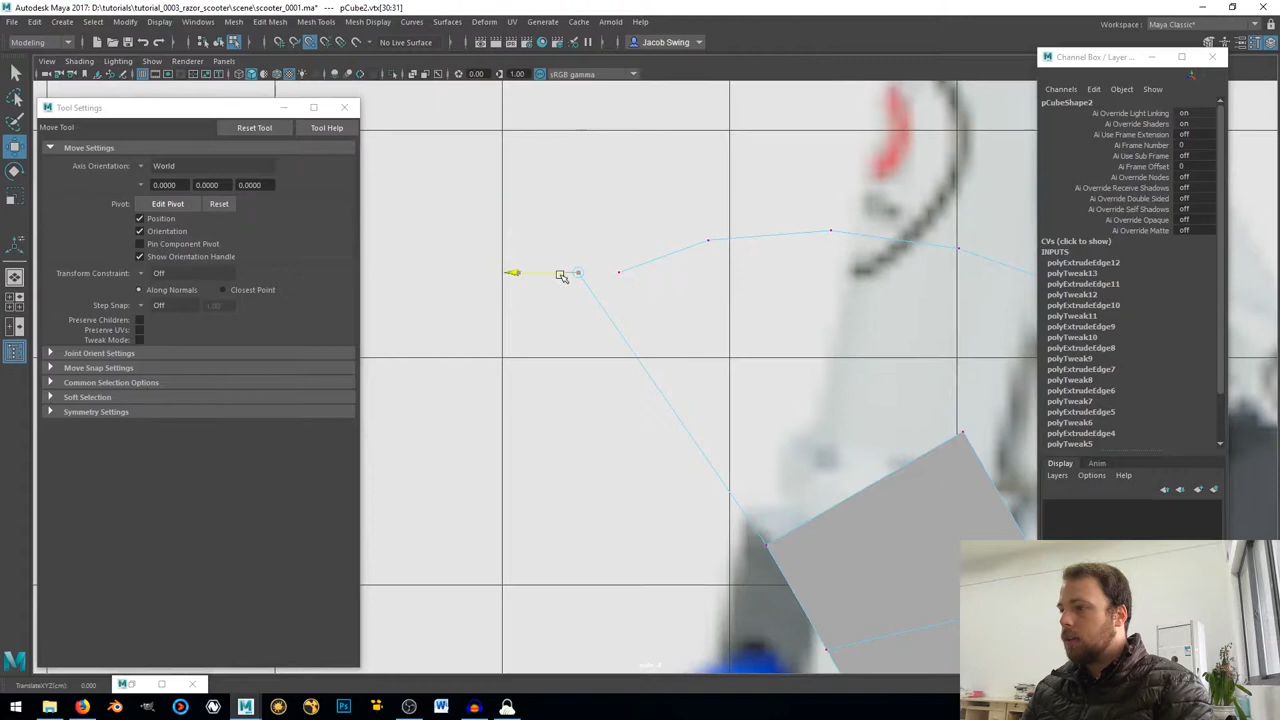 Autodesk Maya 2017: D:\tutorials\tutorial_0003_razor_scooter\scene\scooter_0001.ma* - pCube2.vtx[30:31]
File Edit Create Select Modify Display Windows Mesh Edit Mesh Mesh Tools Mesh Display Curves Surfaces Deform UV Generate Cache Arnold Help
Workspace : Maya Classic*
Modeling No Live Surface Jacob Swing
View Shading Lighting Show Renderer Panels
0.00 1.00 sRGB gamma
Channel Box / Layer ...
Tool Settings
Move Tool Reset Tool Tool Help
Move Settings
Axis Orientation: World
0.0000 0.0000 0.0000
Pivot: Edit Pivot Reset
Position
Orientation
Pin Component Pivot
Show Orientation Handle
Transform Constraint: Off
Along Normals Closest Point
Step Snap: Off 1.00
Preserve Children:
Preserve UVs:
Tweak Mode:
Joint Orient Settings
Move Snap Settings
Common Selection Options
Soft Selection
Symmetry Settings
Channels Edit Object Show
pCubeShape2
Ai Override Light Linking on
Ai Override Shaders on
Ai Use Frame Extension off
Ai Frame Number 0
Ai Use Sub Frame off
Ai Frame Offset 0
Ai Override Nodes off
Ai Override Receive Shadows off
Ai Override Double Sided off
Ai Override Self Shadows off
Ai Override Opaque off
Ai Override Matte off
CVs (click to show)
INPUTS
polyExtrudeEdge12
polyTweak13
polyExtrudeEdge11
polyTweak12
polyExtrudeEdge10
polyTweak11
polyExtrudeEdge9
polyTweak10
polyExtrudeEdge8
polyTweak9
polyExtrudeEdge7
polyTweak8
polyExtrudeEdge6
polyTweak7
polyExtrudeEdge5
polyTweak6
polyExtrudeEdge4
polyTweak5
Display Anim
Layers Options Help
TranslateXYZ(cm): 0.000